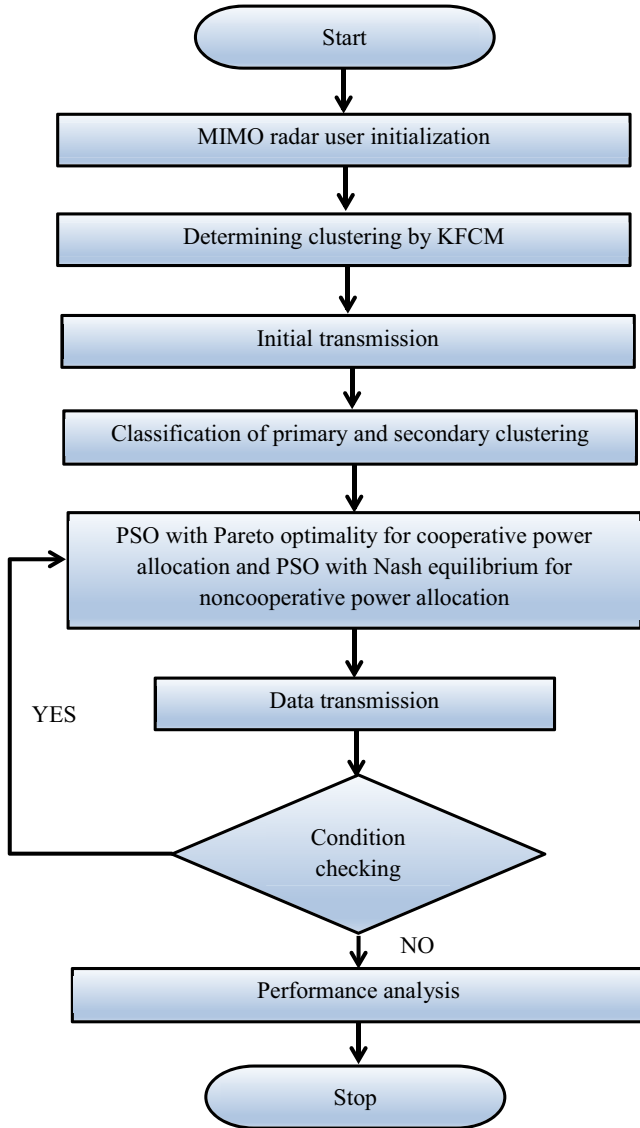 Start
MIMO radar user initialization
Determining clustering by KFCM
Initial transmission
Classification of primary and secondary clustering
PSO with Pareto optimality for cooperative power
allocation and PSO with Nash equilibrium for
noncooperative power allocation
Data transmission
YES
Condition
checking
NO
Performance analysis
Stop